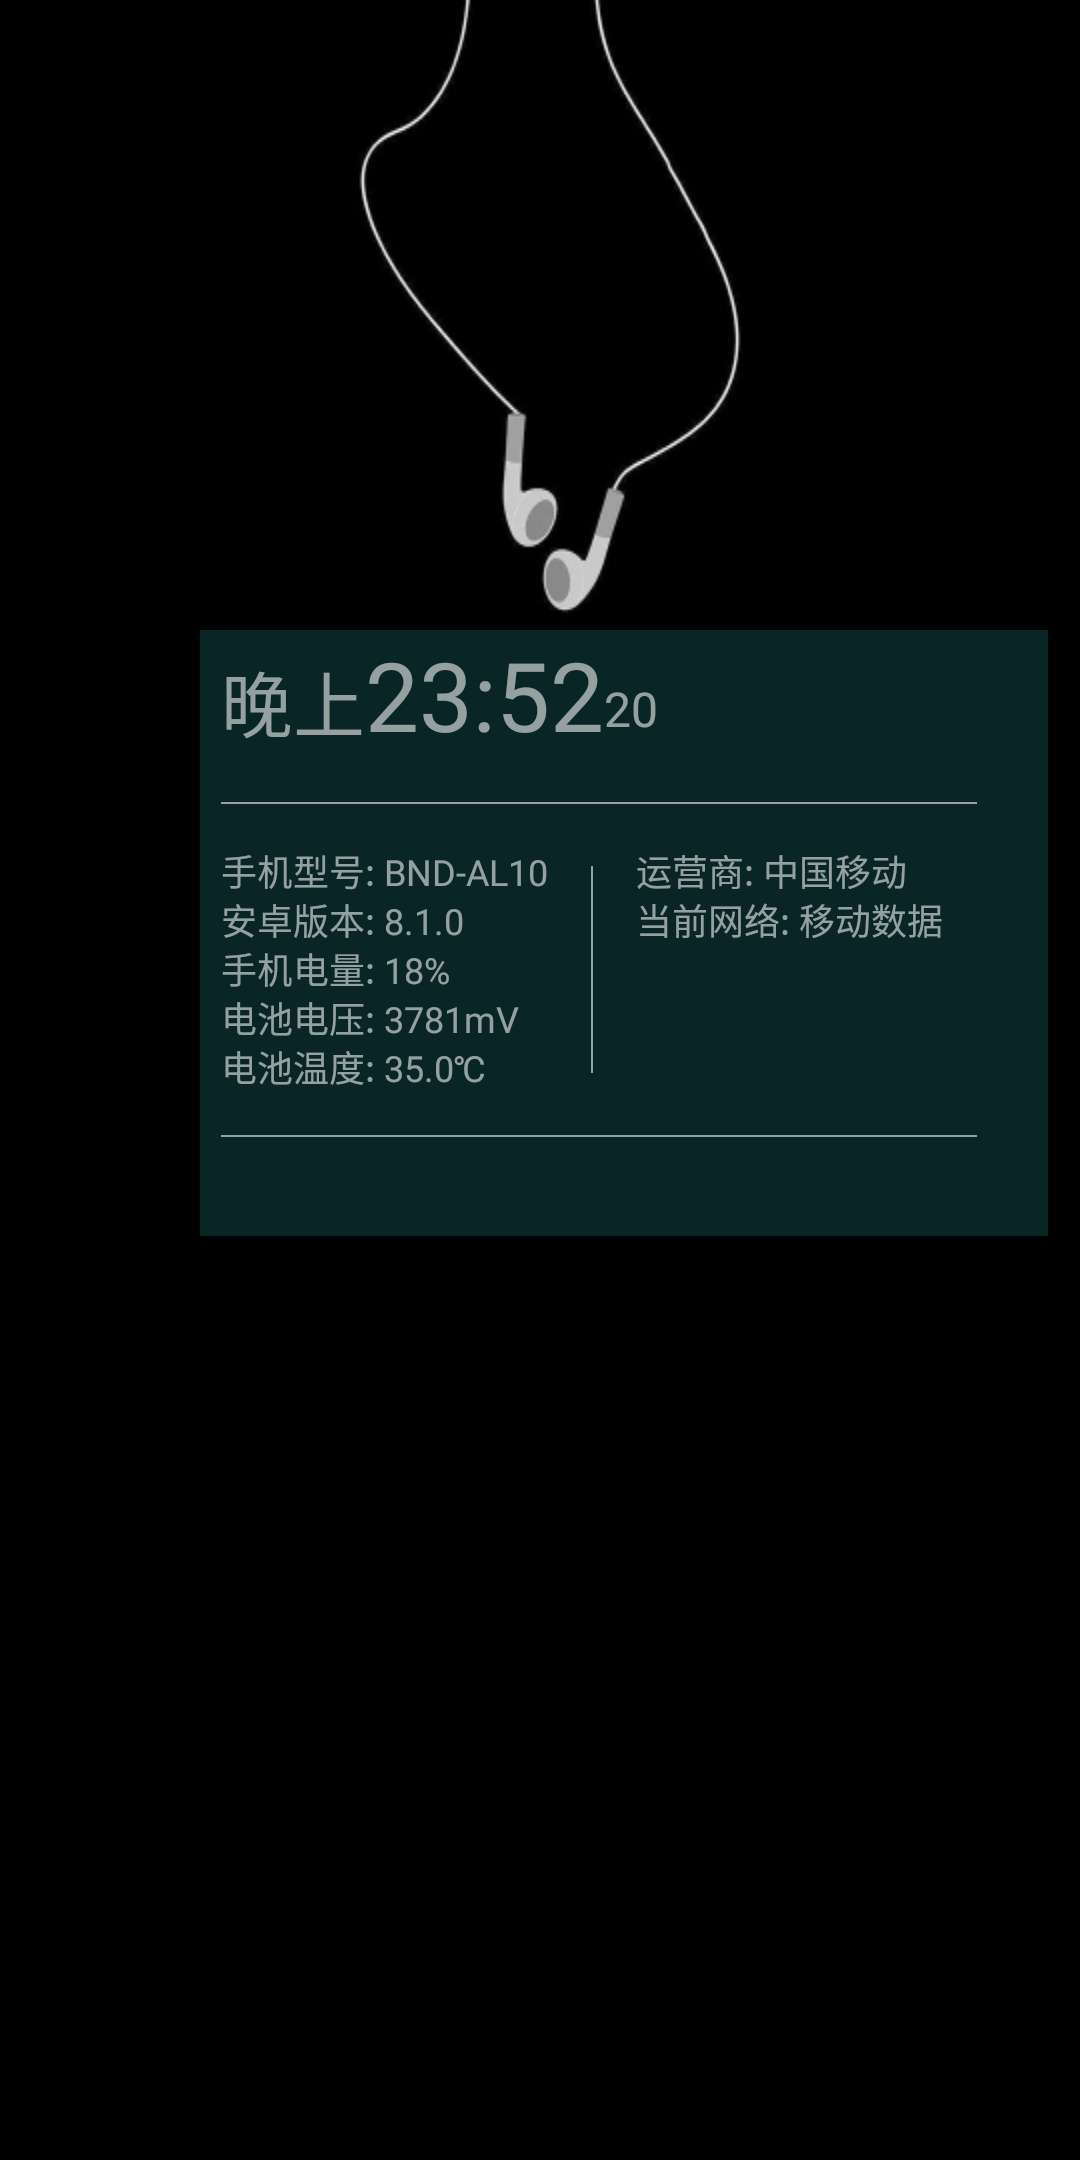 晚上23:5220
手机型号: BND-AL10
安卓版本: 8.1.0
手机电量: 18%
电池电压: 3781mV
电池温度: 35.0℃
运营商: 中国移动
当前网络: 移动数据